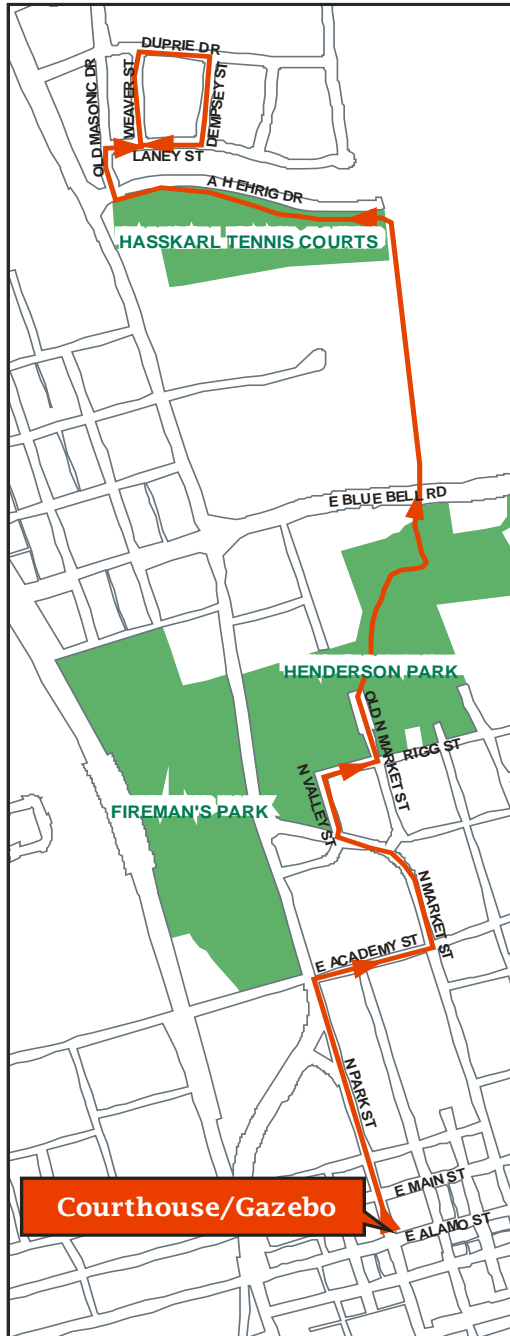 DUPRIE DR
OLD MASONIC DR
WEAVER ST
DEMPSEY ST
LANEY ST
A H EHRIG DR
HASSKARL TENNIS COURTS
E BLUE BELL RD
HENDERSON PARK
OLD N MARKET ST
RIGG ST
N VALLEY ST
FIREMAN'S PARK
N MARKET ST
E ACADEMY ST
N PARK ST
E MAIN ST
Courthouse/Gazebo
E ALAMO ST